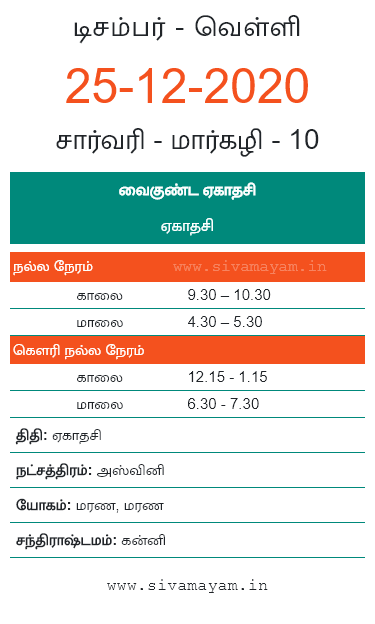 டிசம்பர் - வெள்ளி
25-12-2020
சார்வரி - மார்கழி - 10
வைகுண்ட ஏகாதசி
ஏகாதசி
நல்ல நேரம் www.sivamayam.in
காலை 9.30 – 10.30
மாலை 4.30 – 5.30
கௌரி நல்ல நேரம்
காலை 12.15 - 1.15
மாலை 6.30 - 7.30
திதி: ஏகாதசி
நட்சத்திரம்: அஸ்வினி
யோகம்: மரண, மரண
சந்திராஷ்டமம்: கன்னி
www.sivamayam.in